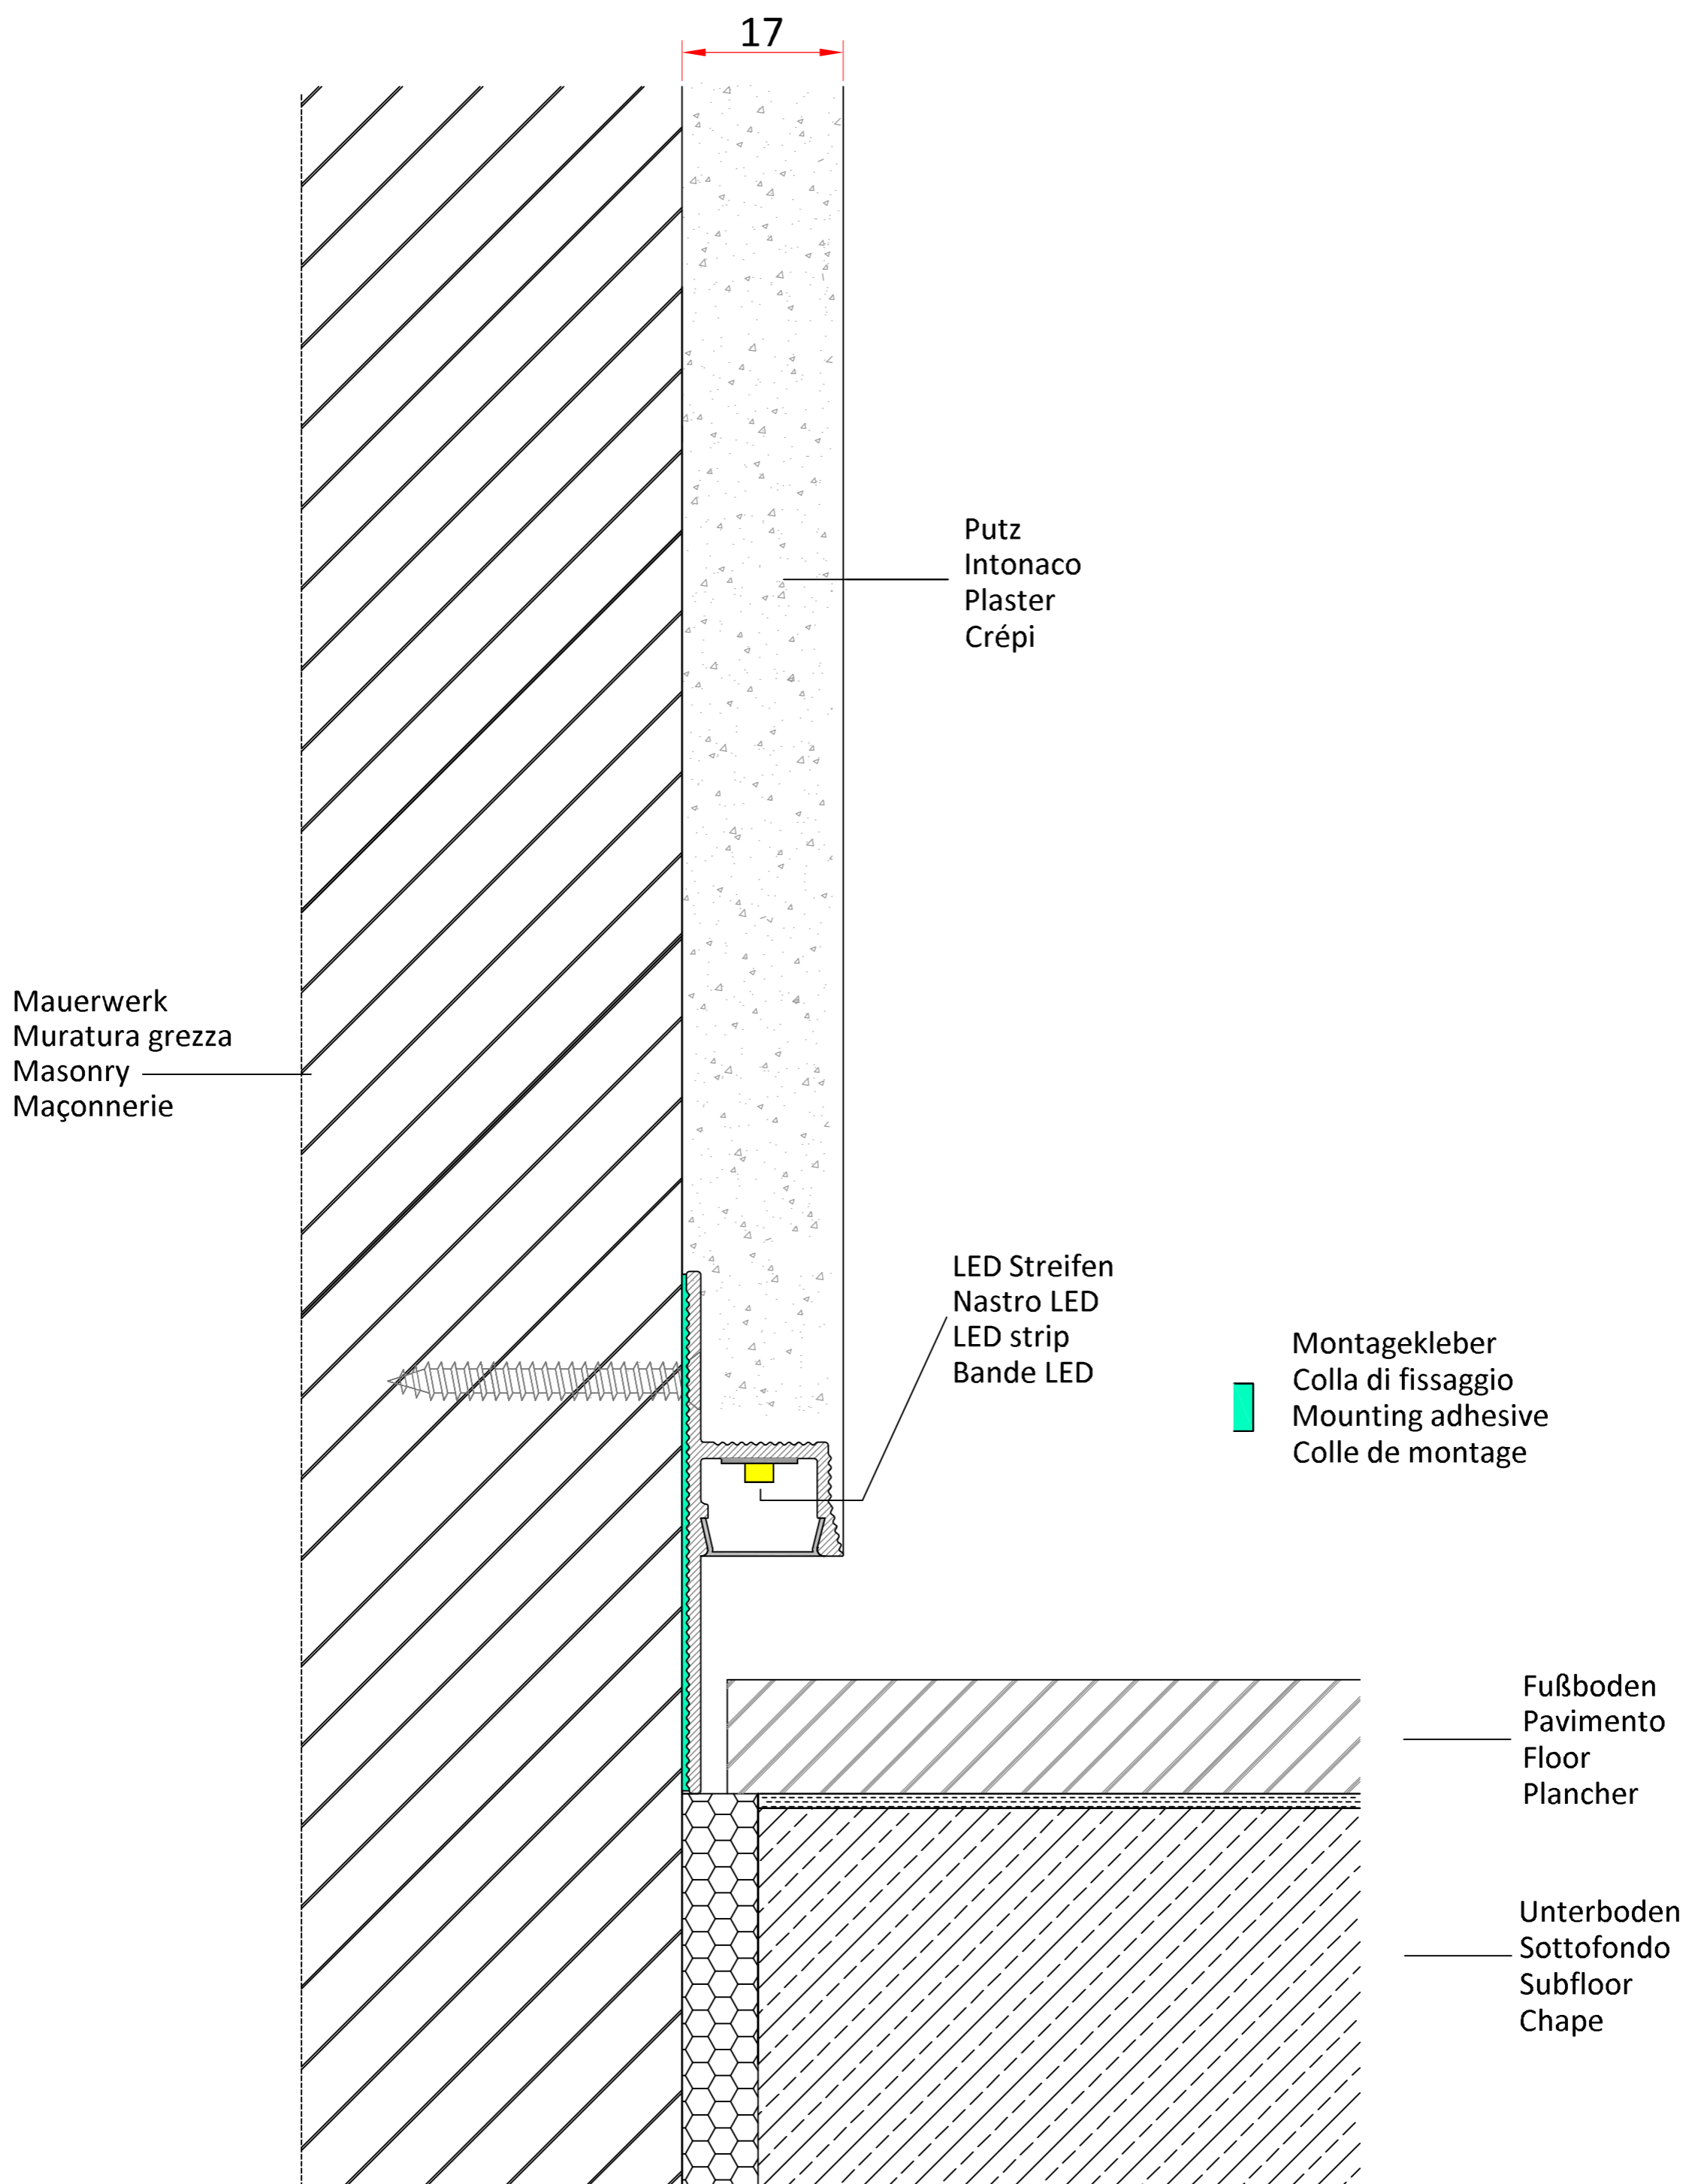 17
Putz
Intonaco
Plaster
Crépi
Mauerwerk
Muratura grezza
Masonry
Maçonnerie
LED Streifen
Nastro LED
LED strip
Bande LED
Montagekleber
Colla di fissaggio
Mounting adhesive
Colle de montage
Fußboden
Pavimento
Floor
Plancher
Unterboden
Sottofondo
Subfloor
Chape